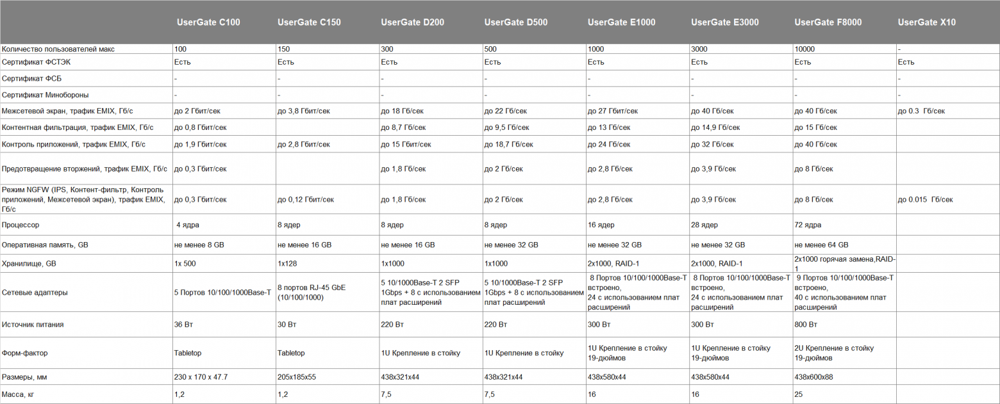 UserGate C100 UserGate C150 UserGate D200 UserGate D500 UserGate E1000 UserGate E3000 UserGate F8000 UserGate X10
Количество пользователей макс 100 150 300 500 1000 3000 10000 -
Сертификат ФСТЭК Есть Есть Есть Есть Есть Есть Есть Есть
Сертификат ФСБ - - - - - - - -
Сертификат Минобороны - - - - - - - -
Межсетевой экран, трафик EMIX, Гб/с до 2 Гбит/сек до 3,8 Гбит/сек до 18 Гб/сек до 22 Гб/сек до 27 Гбит/сек до 40 Гб/сек до 40 Гб/сек до 0.3 Гб/сек
Контентная фильтрация, трафик EMIX, Гб/с до 0,8 Гбит/сек до 8,7 Гб/сек до 9,5 Гб/сек до 13 Гб/сек до 14,9 Гб/сек до 15 Гб/сек
Контроль приложений, трафик EMIX, Гб/с до 1,9 Гбит/сек до 2,8 Гбит/сек до 15 Гбит/сек до 18,7 Гб/сек до 24 Гб/сек до 32 Гб/сек до 40 Гб/сек
Предотвращение вторжений, трафик EMIX, Гб/с до 0,3 Гбит/сек до 1,8 Гб/сек до 2 Гб/сек до 2,8 Гб/сек до 3,9 Гб/сек до 8 Гб/сек
Режим NGFW (IPS, Контент-фильтр, Контроль
приложений, Межсетевой экран), трафик EMIX,
Гб/с
до 0,3 Гбит/сек до 0,12 Гбит/сек до 1,8 Гб/сек до 2 Гб/сек до 2,8 Гб/сек до 3,9 Гб/сек до 8 Гб/сек до 0.015 Гб/сек
Процессор 4 ядра 8 ядер 8 ядер 8 ядер 16 ядер 28 ядер 72 ядра
Оперативная память, GB не менее 8 GB не менее 16 GB не менее 16 GB не менее 32 GB не менее 32 GB не менее 32 GB не менее 64 GB
Хранилище, GB 1x 500 1x128 1x1000 1x1000 2x1000, RAID-1 2x1000, RAID-1
2x1000 горячая замена,RAID-
1
Сетевые адаптеры
5 Портов 10/100/1000Base-T
8 портов RJ-45 GbE
(10/100/1000)
5 10/1000Base-T 2 SFP
1Gbps + 8 с использованием
плат расширений
5 10/1000Base-T 2 SFP
1Gbps + 8 с использованием
плат расширений
8 Портов 10/100/1000Base-T
встроено,
24 с использованием плат
расширений
8 Портов 10/100/1000Base-T
встроено,
24 с использованием плат
расширений
9 Портов 10/100/1000Base-T
встроено,
40 с использованием плат
расширений
Источник питания 36 Вт 30 Вт 220 Вт 220 Вт 300 Вт 300 Вт 800 Вт
Форм-фактор Tabletop Tabletop 1U Крепление в стойку 1U Крепление в стойку
1U Крепление в стойку
19-дюймов
1U Крепление в стойку
19-дюймов
2U Крепление в стойку
19-дюймов
Размеры, мм 230 x 170 x 47.7 205x185x55 438x321x44 438x321x44 438x580x44 438x580x44 438x600x88
Масса, кг 1,2 1,2 7,5 7,5 16 16 25